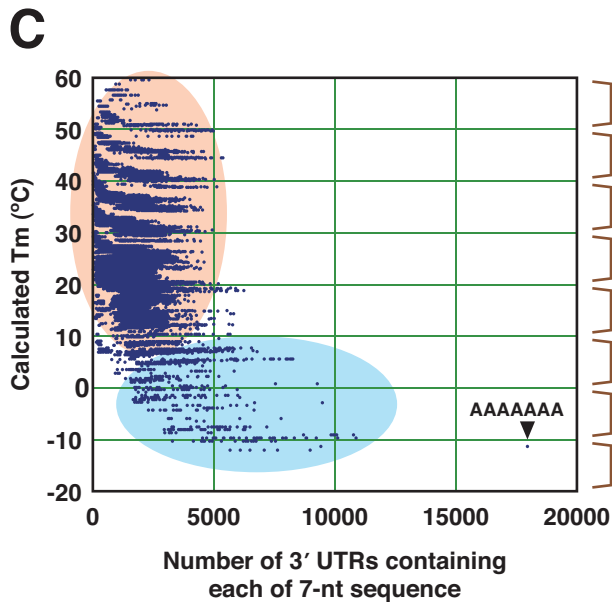 C
Calculated Tm (°C)
60
50
40
30
20
10
0
-10
-20
AAAAAAA
0 5000 10000 15000 20000
Number of 3′ UTRs containing
each of 7-nt sequence